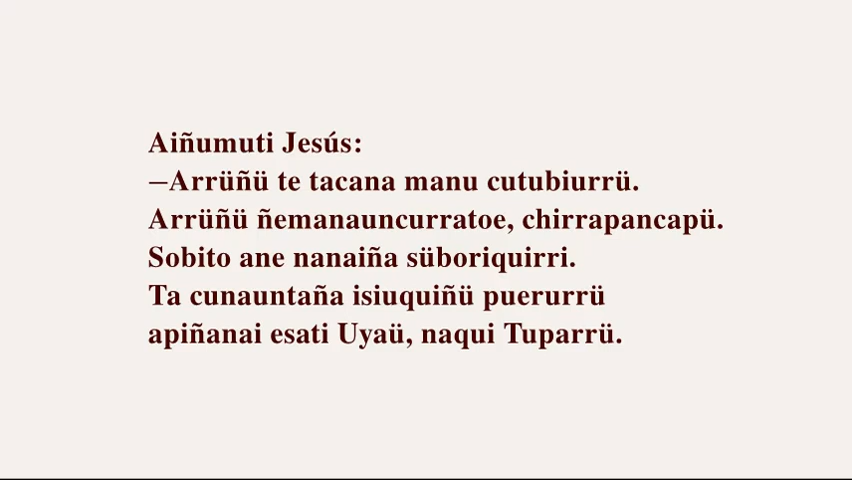 Aiñumuti Jesús:
—Arrüñü te tacana manu cutubiurrü.
Arrüñü ñemanauncurratoe, chirrapancapü.
Sobito ane nanaiña süboriquirri.
Ta cunauntaña isiuquiñü puerurrü
apiñanai esati Uyaü, naqui Tuparrü.